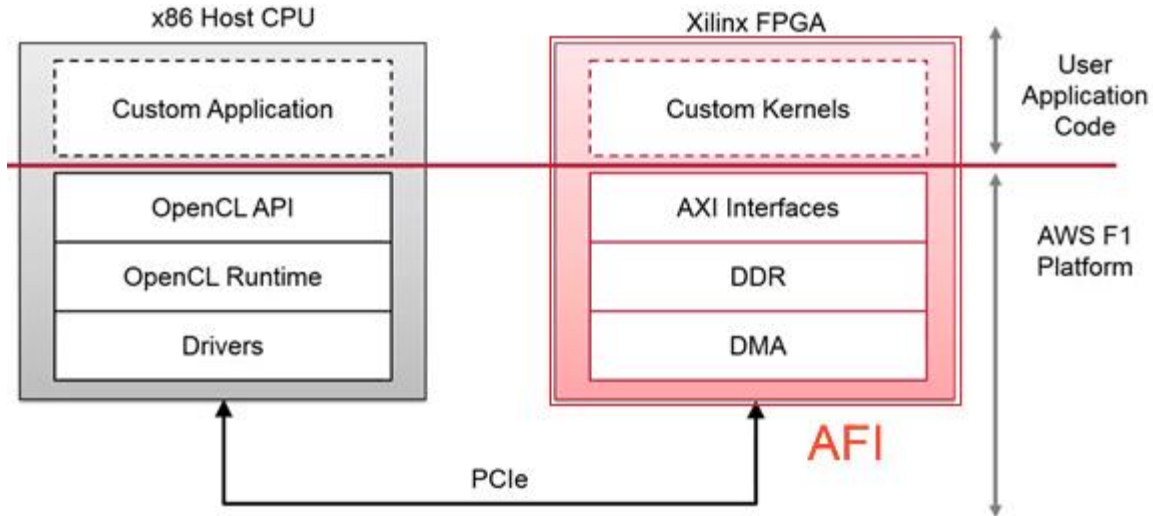 x86 Host CPU
Xilinx FPGA
Custom Application
Custom Kernels
User
Application
Code
OpenCL API
OpenCL Runtime
Drivers
AXI Interfaces
DDR
DMA
AWS F1
Platform
AFI
PCIe